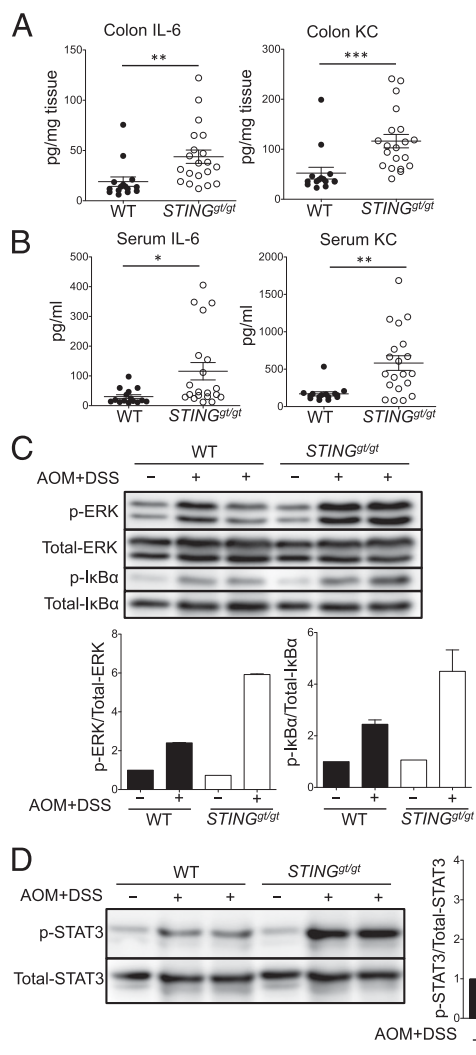 A
Colon IL-6
Colon KC
pg/mg tissue
150
100
50
0
**
WT
STINGgt/gt
pg/mg tissue
300
200
100
0
***
WT
STINGgt/gt
B
Serum IL-6
Serum KC
pg/ml
500
400
300
200
100
0
*
WT
STINGgt/gt
2000
1500
1000
500
0
**
WT
STINGgt/gt
C
WT
STINGgt/gt
AOM+DSS
− + + − + +
p-ERK
Total-ERK
p-IκBα
Total-IκBα
p-ERK/Total-ERK
8
6
4
2
0
AOM+DSS
− + − +
WT
STINGgt/gt
p-IκBα/Total-IκBα
6
4
2
0
− + − +
WT
STINGgt/gt
D
WT
STINGgt/gt
AOM+DSS
− + + − + +
p-STAT3
Total-STAT3
p-STAT3/Total-STAT3
4
3
2
1
0
AOM+DSS
−